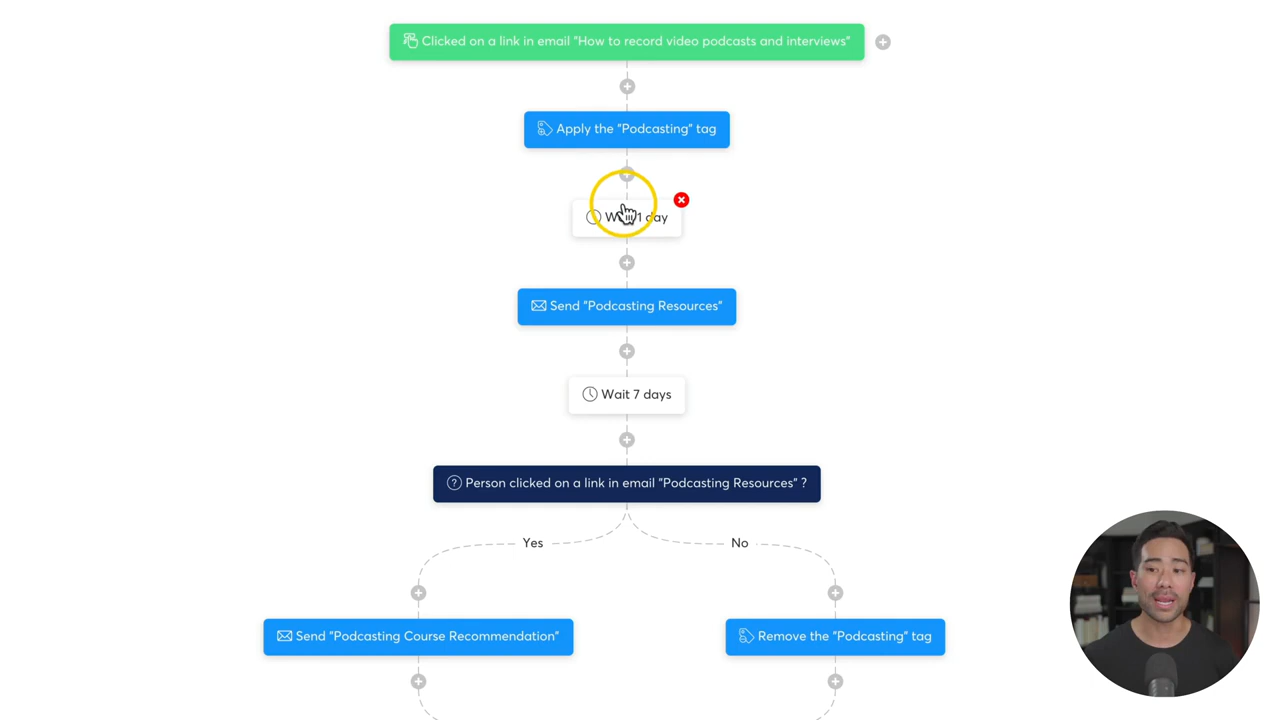 Clicked on a link in email "How to record video podcasts and interviews"
Apply the "Podcasting" tag
1 day
Send "Podcasting Resources"
Wait 7 days
Person clicked on a link in email "Podcasting Resources" ?
Yes
No
Send "Podcasting Course Recommendation"
Remove the "Podcasting" tag